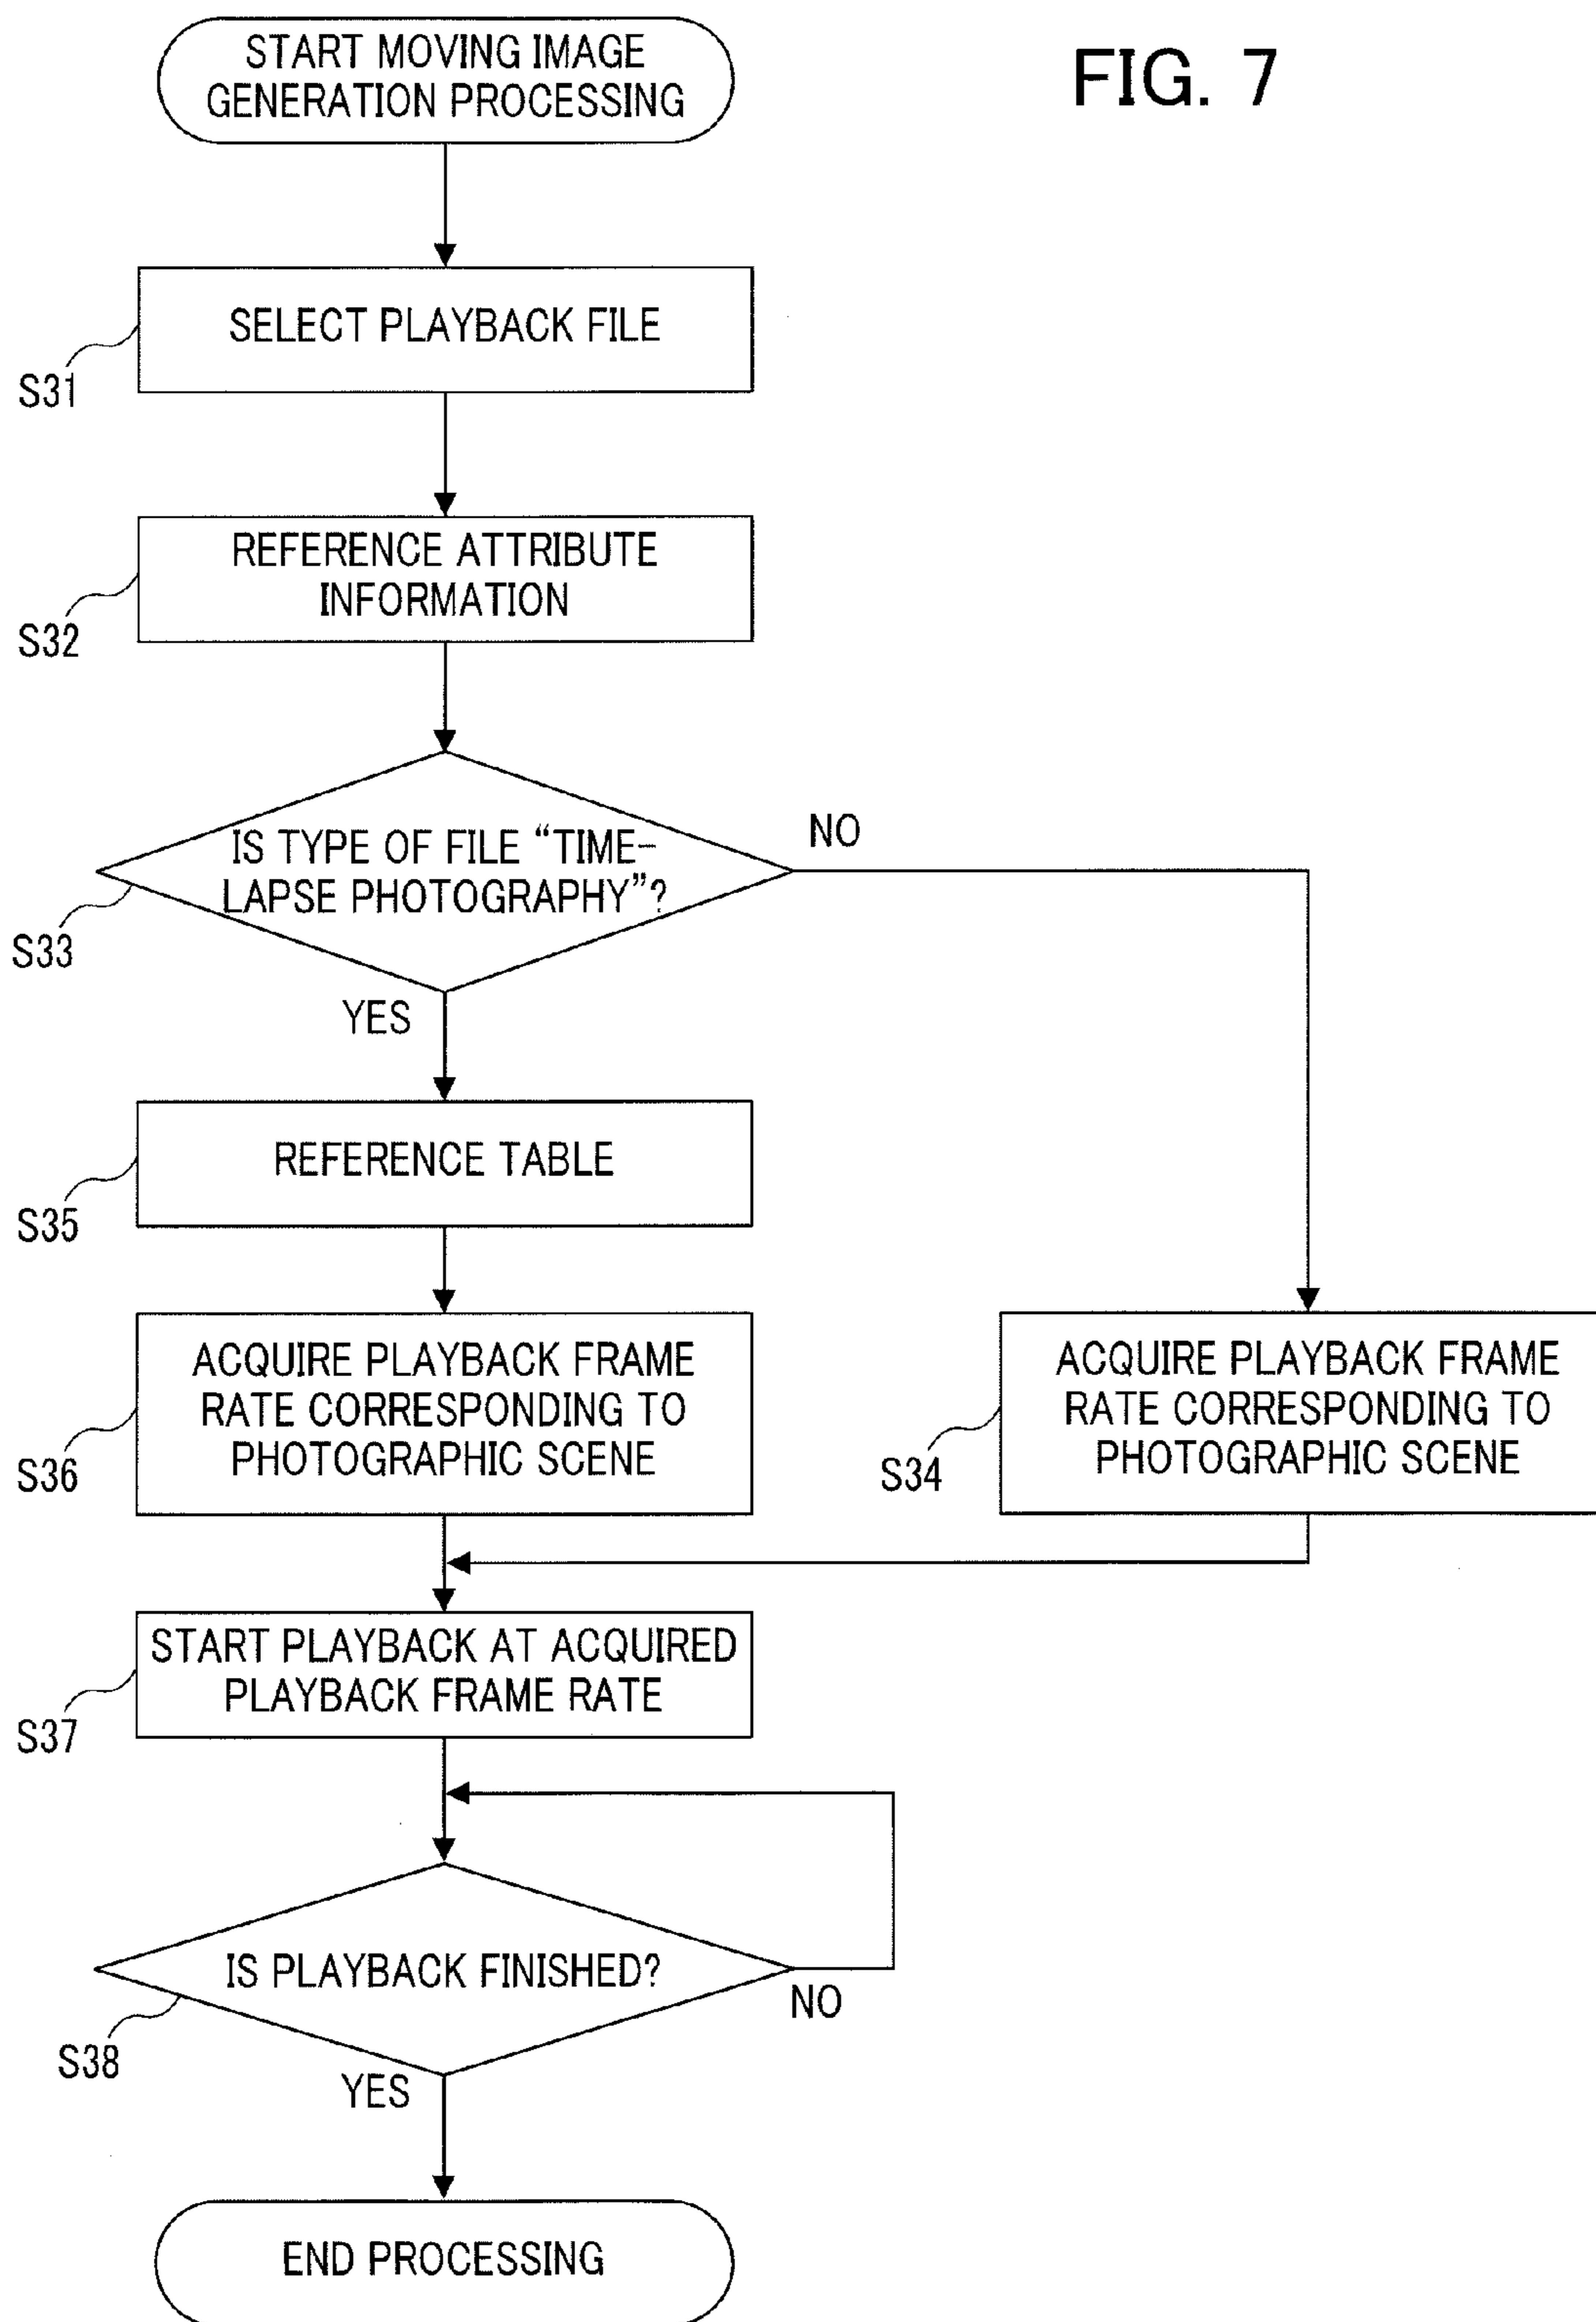 FIG. 7
START MOVING IMAGE
GENERATION PROCESSING
SELECT PLAYBACK FILE
S31
REFERENCE ATTRIBUTE
INFORMATION
S32
IS TYPE OF FILE “TIME-
LAPSE PHOTOGRAPHY”?
NO
S33
YES
REFERENCE TABLE
S35
ACQUIRE PLAYBACK FRAME
RATE CORRESPONDING TO
PHOTOGRAPHIC SCENE
S36
ACQUIRE PLAYBACK FRAME
RATE CORRESPONDING TO
PHOTOGRAPHIC SCENE
S34
START PLAYBACK AT ACQUIRED
PLAYBACK FRAME RATE
S37
IS PLAYBACK FINISHED?
NO
S38
YES
END PROCESSING